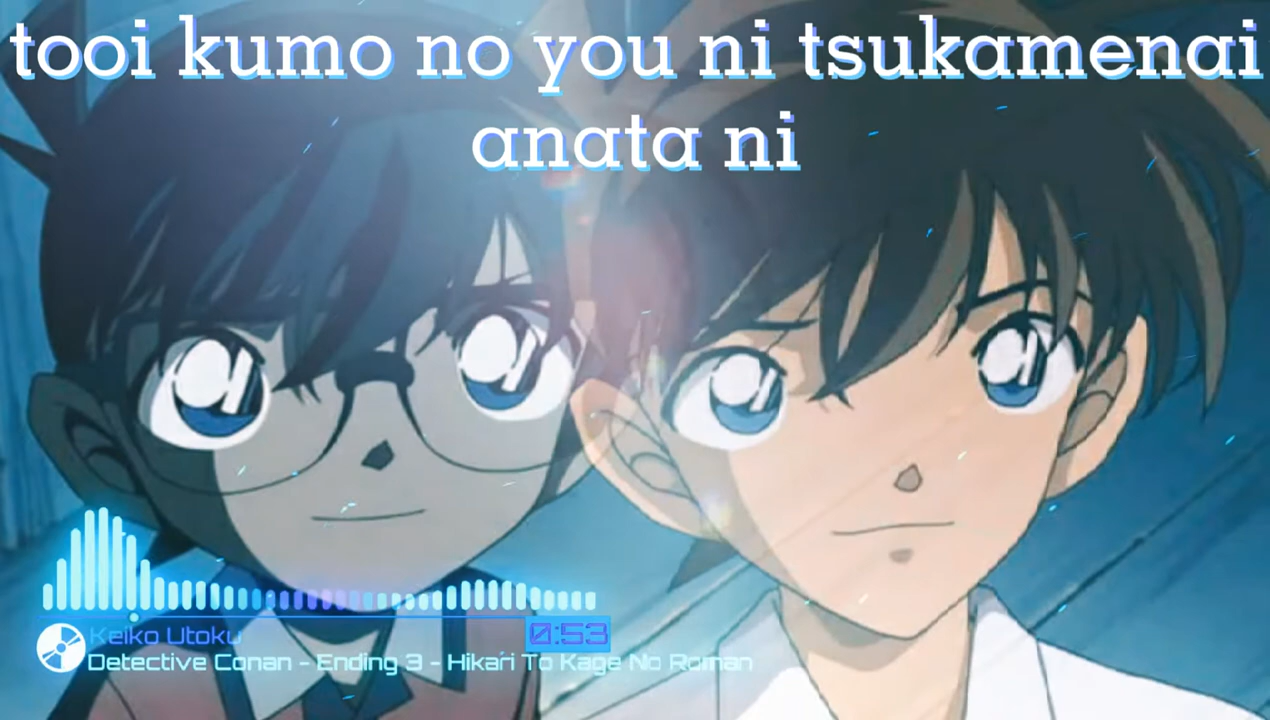 tooi kumo no you ni tsukamenai
anata ni
Keiko Utoku
0:53
Detective Conan - Ending 3 - Hikari To Kage No Roman